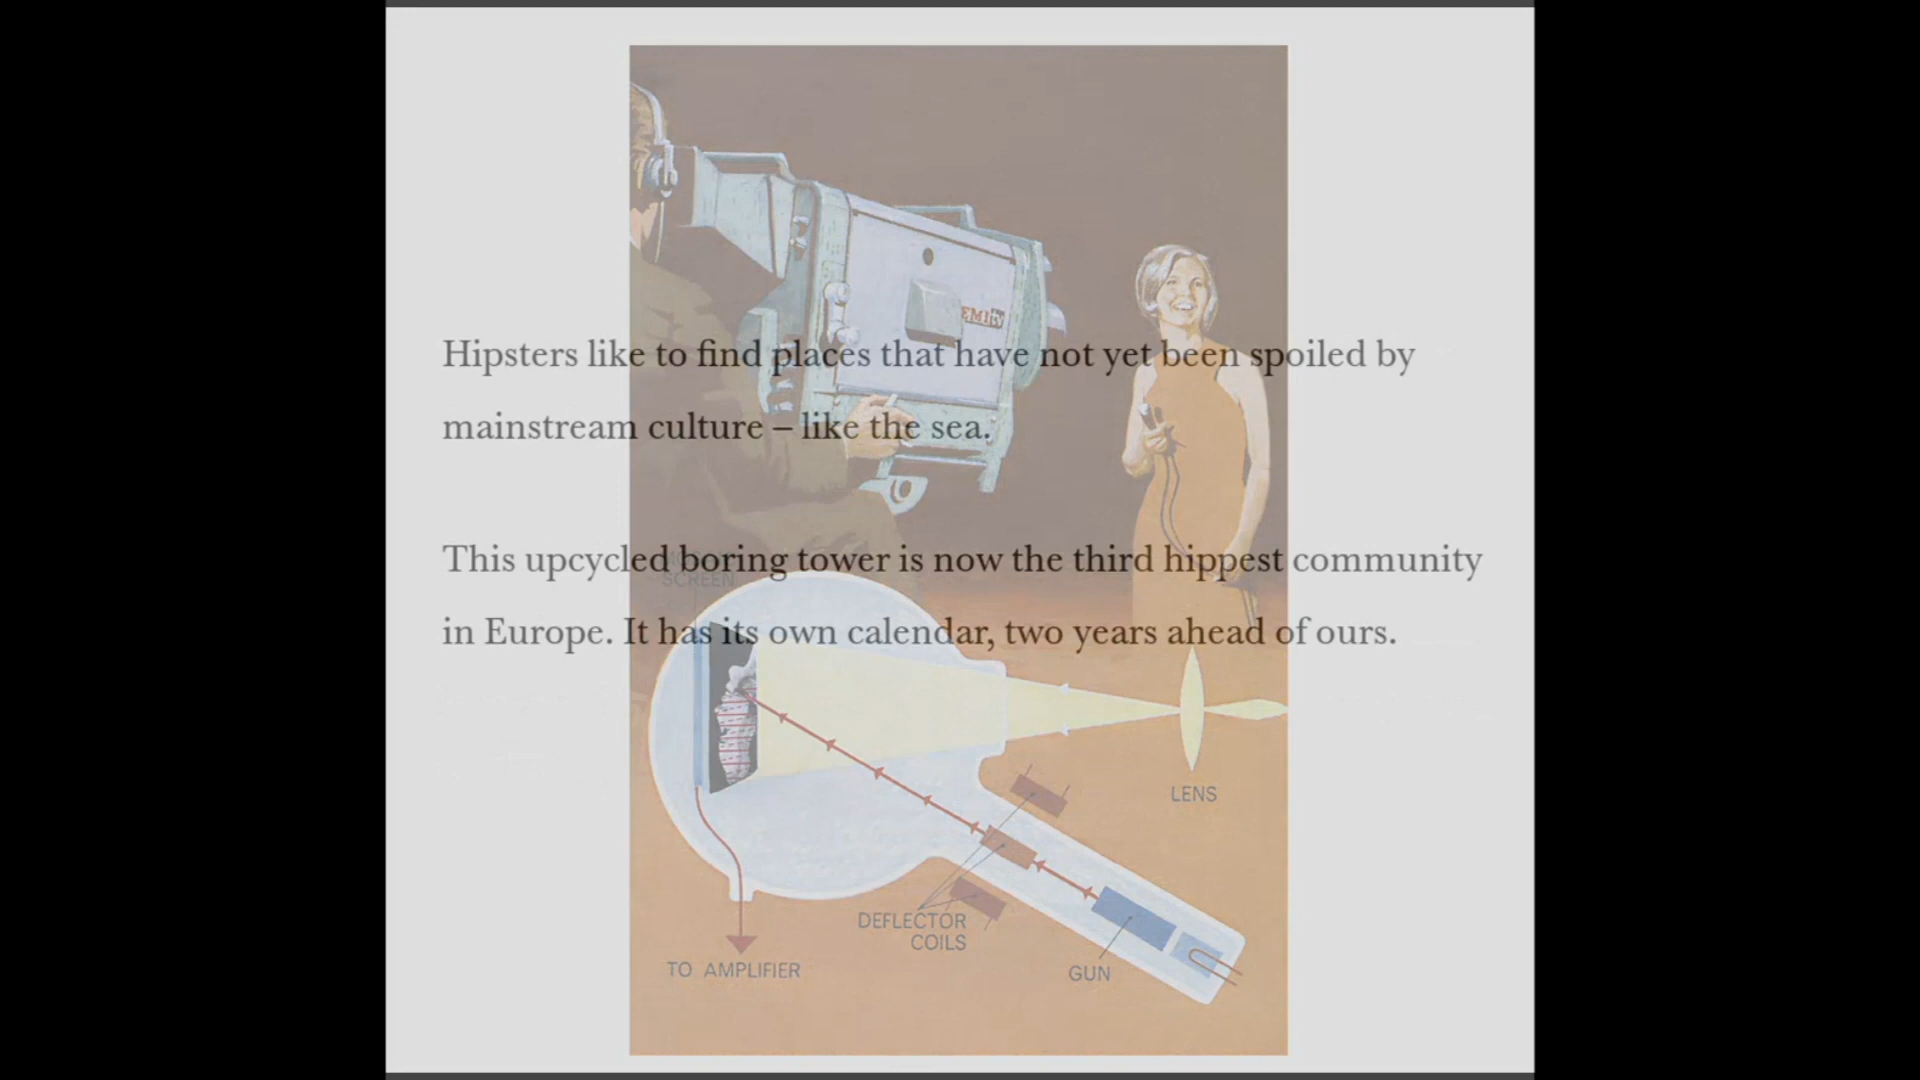 EMItv
Hipsters like to find places that have not yet been spoiled by
mainstream culture – like the sea.
This upcycled boring tower is now the third hippest community
in Europe. It has its own calendar, two years ahead of ours.
SCREEN
LENS
DEFLECTOR
COILS
GUN
TO AMPLIFIER